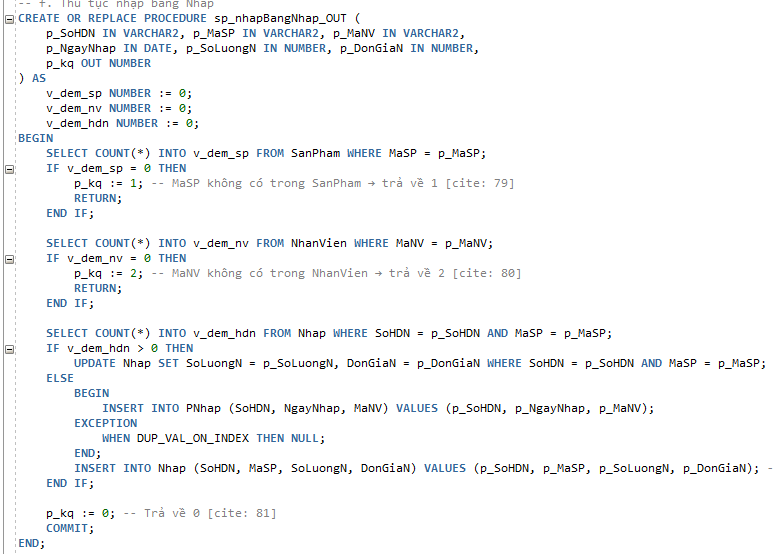 -- f. Thủ tục nhập bảng Nhap
CREATE OR REPLACE PROCEDURE sp_nhapBangNhap_OUT (
    p_SoHDN IN VARCHAR2, p_MaSP IN VARCHAR2, p_MaNV IN VARCHAR2,
    p_NgayNhap IN DATE, p_SoLuongN IN NUMBER, p_DonGiaN IN NUMBER,
    p_kq OUT NUMBER
) AS
    v_dem_sp NUMBER := 0;
    v_dem_nv NUMBER := 0;
    v_dem_hdn NUMBER := 0;
BEGIN
    SELECT COUNT(*) INTO v_dem_sp FROM SanPham WHERE MaSP = p_MaSP;
    IF v_dem_sp = 0 THEN
        p_kq := 1; -- MaSP không có trong SanPham → trả về 1 [cite: 79]
        RETURN;
    END IF;

    SELECT COUNT(*) INTO v_dem_nv FROM NhanVien WHERE MaNV = p_MaNV;
    IF v_dem_nv = 0 THEN
        p_kq := 2; -- MaNV không có trong NhanVien → trả về 2 [cite: 80]
        RETURN;
    END IF;

    SELECT COUNT(*) INTO v_dem_hdn FROM Nhap WHERE SoHDN = p_SoHDN AND MaSP = p_MaSP;
    IF v_dem_hdn > 0 THEN
        UPDATE Nhap SET SoLuongN = p_SoLuongN, DonGiaN = p_DonGiaN WHERE SoHDN = p_SoHDN AND MaSP = p_MaSP;
    ELSE
        BEGIN
            INSERT INTO PNhap (SoHDN, NgayNhap, MaNV) VALUES (p_SoHDN, p_NgayNhap, p_MaNV);
        EXCEPTION
            WHEN DUP_VAL_ON_INDEX THEN NULL;
        END;
        INSERT INTO Nhap (SoHDN, MaSP, SoLuongN, DonGiaN) VALUES (p_SoHDN, p_MaSP, p_SoLuongN, p_DonGiaN); -
    END IF;

    p_kq := 0; -- Trả về 0 [cite: 81]
    COMMIT;
END;